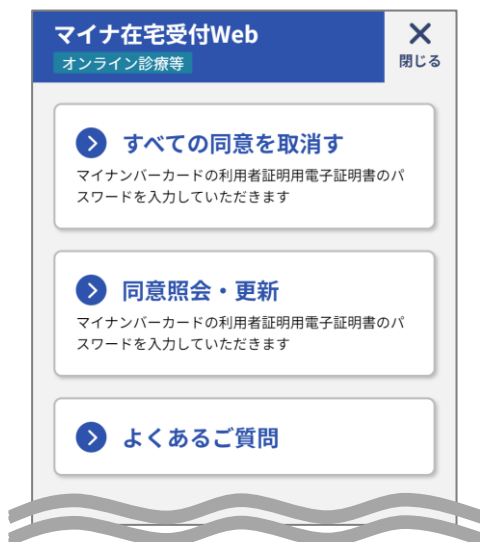 マイナ在宅受付Web
オンライン診療等
閉じる
すべての同意を取消す
マイナンバーカードの利用者証明用電子証明書のパ
スワードを入力していただきます
同意照会・更新
マイナンバーカードの利用者証明用電子証明書のパ
スワードを入力していただきます
よくあるご質問